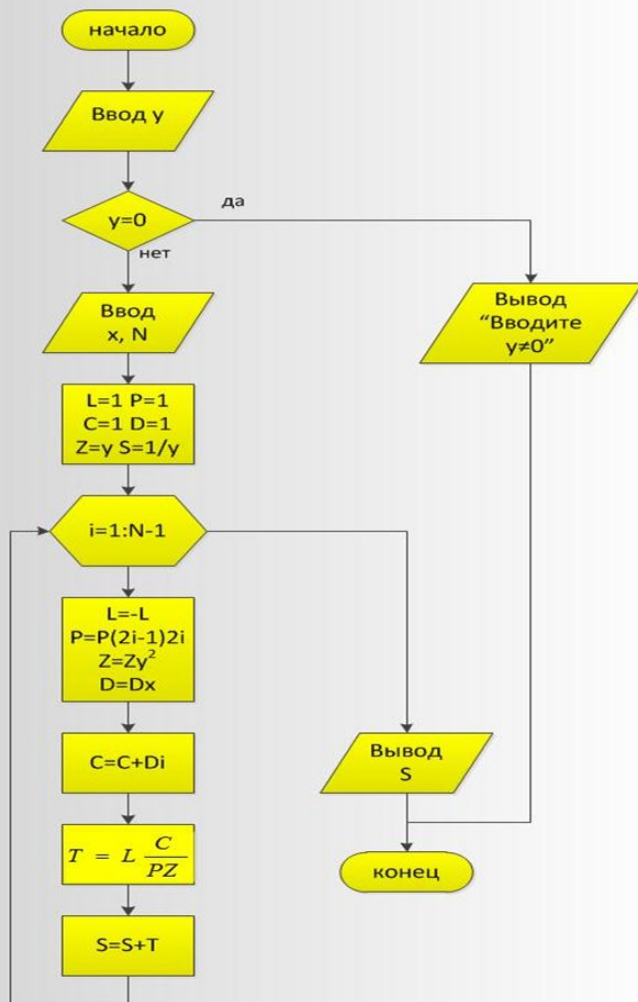 начало
Ввод y
y=0
да
нет
Ввод
x, N
Вывод
“Вводите
y≠0”
L=1 P=1
C=1 D=1
Z=y S=1/y
i=1:N-1
L=-L
P=P(2i-1)2i
Z=Zy²
D=Dx
C=C+Di
T = L C/PZ
S=S+T
Вывод
S
конец